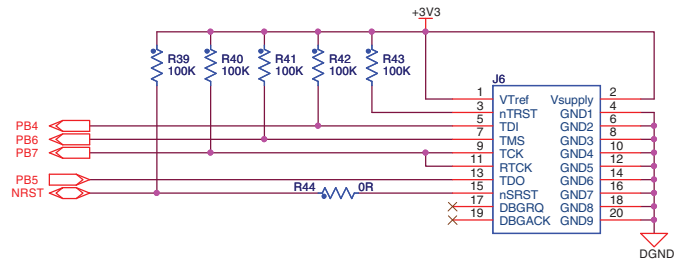 +3V3
R39 R40 R41 R42 R43
100K 100K 100K 100K 100K
J6
1 VTref Vsupply 2
3 nTRST GND1 4
PB4 5 TDI GND2 6
PB6 7 TMS GND3 8
PB7 9 TCK GND4 10
11 RTCK GND5 12
PB5 13 TDO GND6 14
NRST R44 0R 15 nSRST GND7 16
17 DBGRQ GND8 18
19 DBGACK GND9 20
DGND